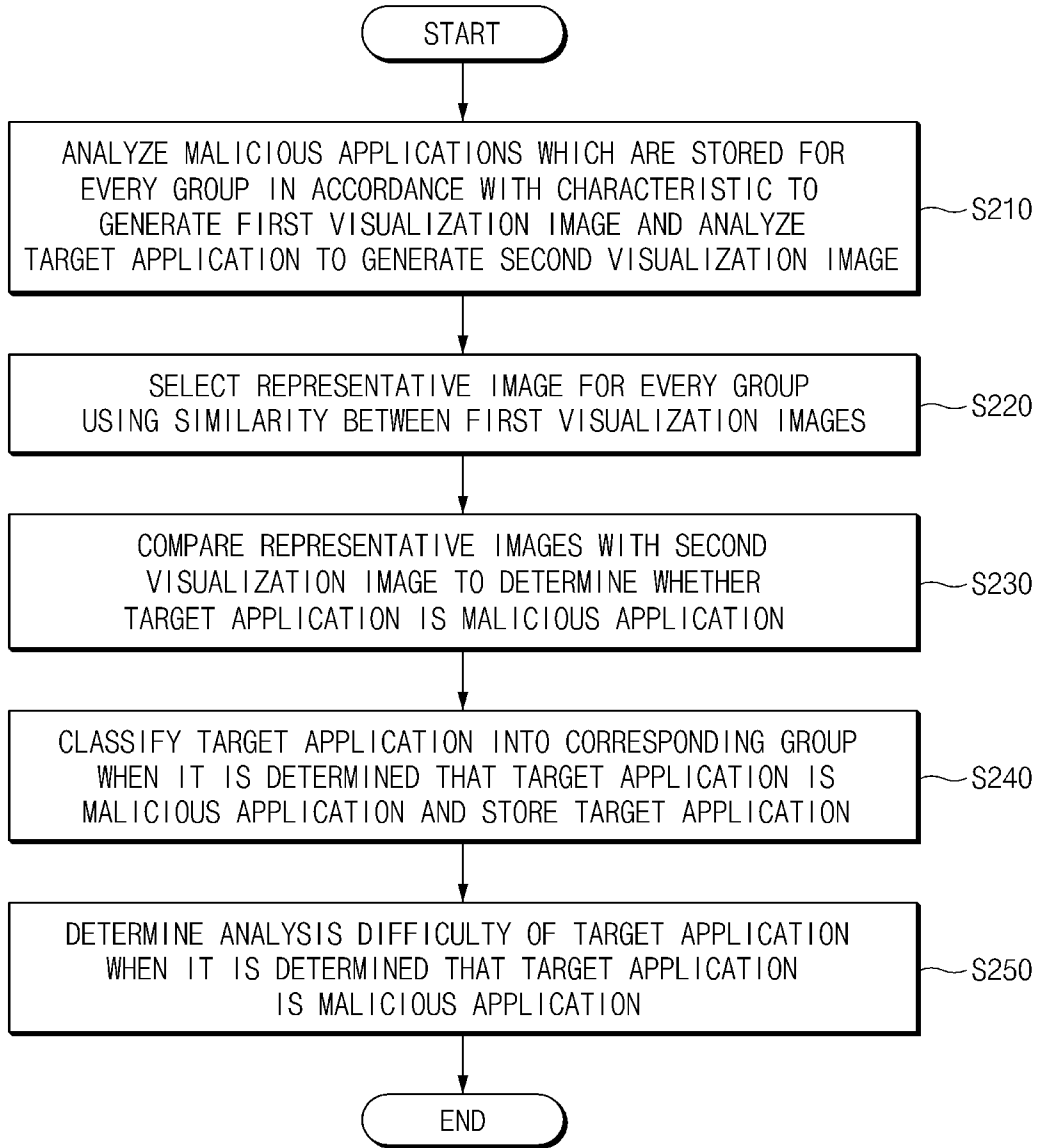 START
ANALYZE MALICIOUS APPLICATIONS WHICH ARE STORED FOR
EVERY GROUP IN ACCORDANCE WITH CHARACTERISTIC TO
GENERATE FIRST VISUALIZATION IMAGE AND ANALYZE
TARGET APPLICATION TO GENERATE SECOND VISUALIZATION IMAGE
S210
SELECT REPRESENTATIVE IMAGE FOR EVERY GROUP
USING SIMILARITY BETWEEN FIRST VISUALIZATION IMAGES
S220
COMPARE REPRESENTATIVE IMAGES WITH SECOND
VISUALIZATION IMAGE TO DETERMINE WHETHER
TARGET APPLICATION IS MALICIOUS APPLICATION
S230
CLASSIFY TARGET APPLICATION INTO CORRESPONDING GROUP
WHEN IT IS DETERMINED THAT TARGET APPLICATION IS
MALICIOUS APPLICATION AND STORE TARGET APPLICATION
S240
DETERMINE ANALYSIS DIFFICULTY OF TARGET APPLICATION
WHEN IT IS DETERMINED THAT TARGET APPLICATION
IS MALICIOUS APPLICATION
S250
END